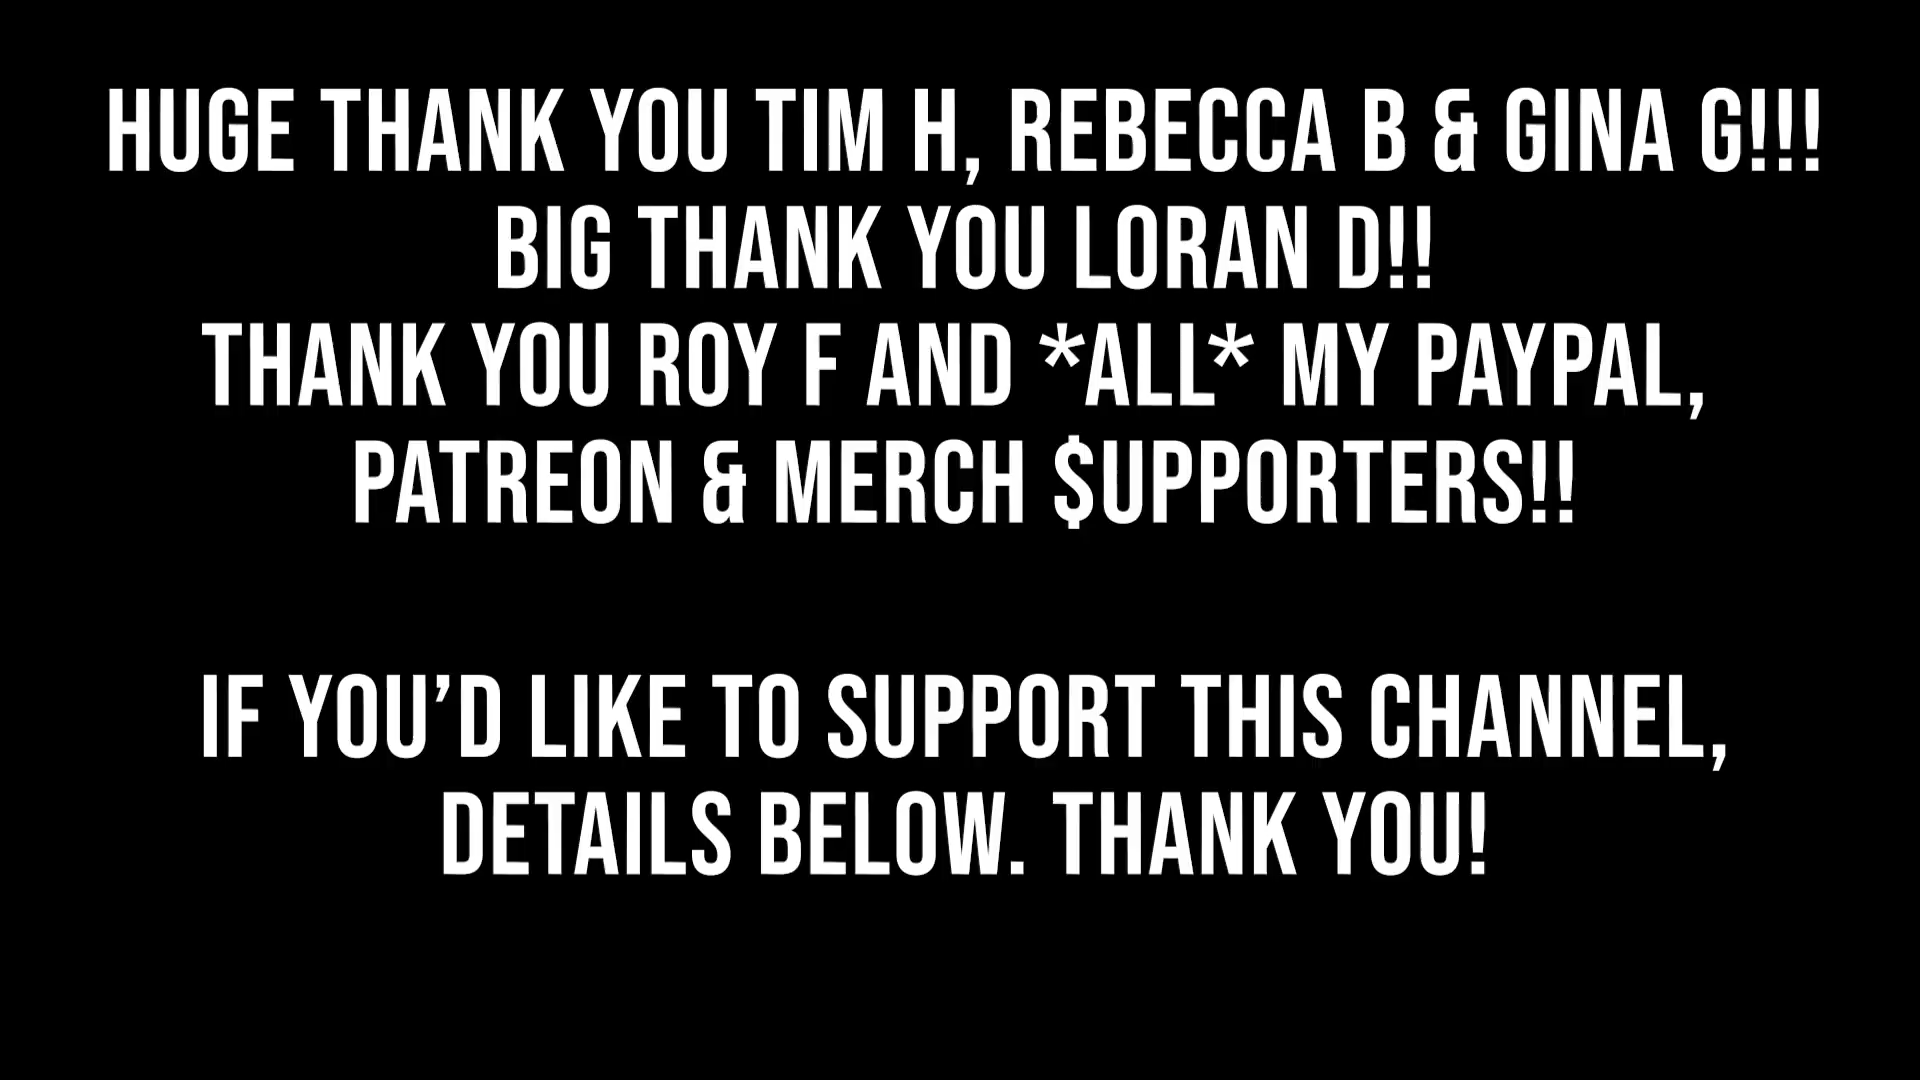 HUGE THANK YOU TIM H, REBECCA B & GINA G!!!
BIG THANK YOU LORAN D!!
THANK YOU ROY F AND *ALL* MY PAYPAL,
PATREON & MERCH $UPPORTERS!!
IF YOU’D LIKE TO SUPPORT THIS CHANNEL,
DETAILS BELOW. THANK YOU!